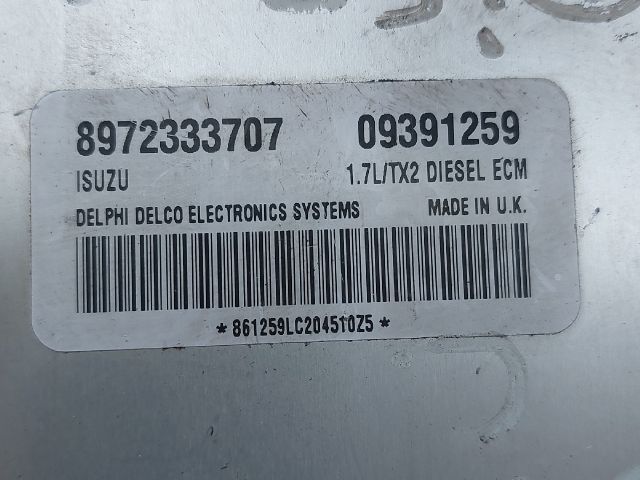 8972333707 09391259
ISUZU 1.7L/TX2 DIESEL ECM
DELPHI DELCO ELECTRONICS SYSTEMS MADE IN U.K.
* 861259LC204510Z5 *